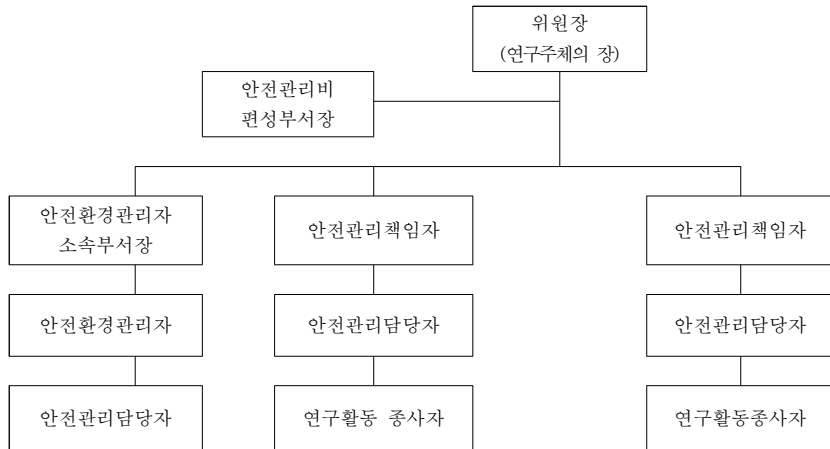 위원장
(연구주체의 장)
안전관리비
편성부서장
안전환경관리자
소속부서장
안전관리책임자
안전관리책임자
안전환경관리자
안전관리담당자
안전관리담당자
안전관리담당자
연구활동 종사자
연구활동종사자